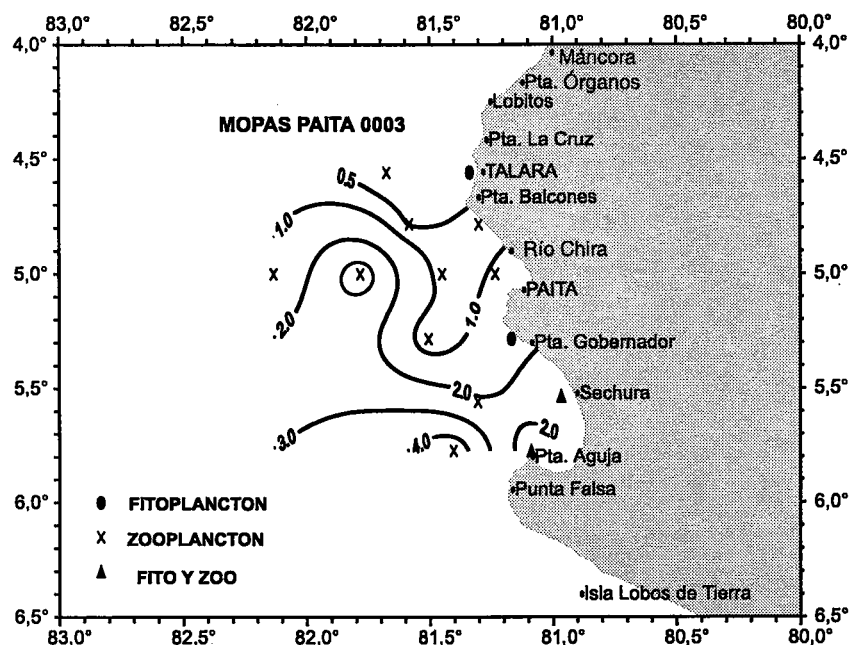 83,0° 82,5° 82,0° 81,5° 81,0° 80,5° 80,0°
4,0° 4,0°
Máncora
Pta. Órganos
Lobitos
MOPAS PAITA 0003
Pta. La Cruz
4,5° 4,5°
TALARA
0.5
Pta. Balcones
1.0
Río Chira
5,0° 5,0°
PAITA
2.0
1.0
Pta. Gobernador
5,5° 5,5°
2.0
Sechura
3.0
4.0
2.0
Pta. Aguja
6,0° 6,0°
Punta Falsa
FITOPLANCTON
X ZOOPLANCTON
FITO Y ZOO
Isla Lobos de Tierra
6,5° 6,5°
83.0° 82,5° 82,0° 81,5° 81,0° 80,5° 80,0°